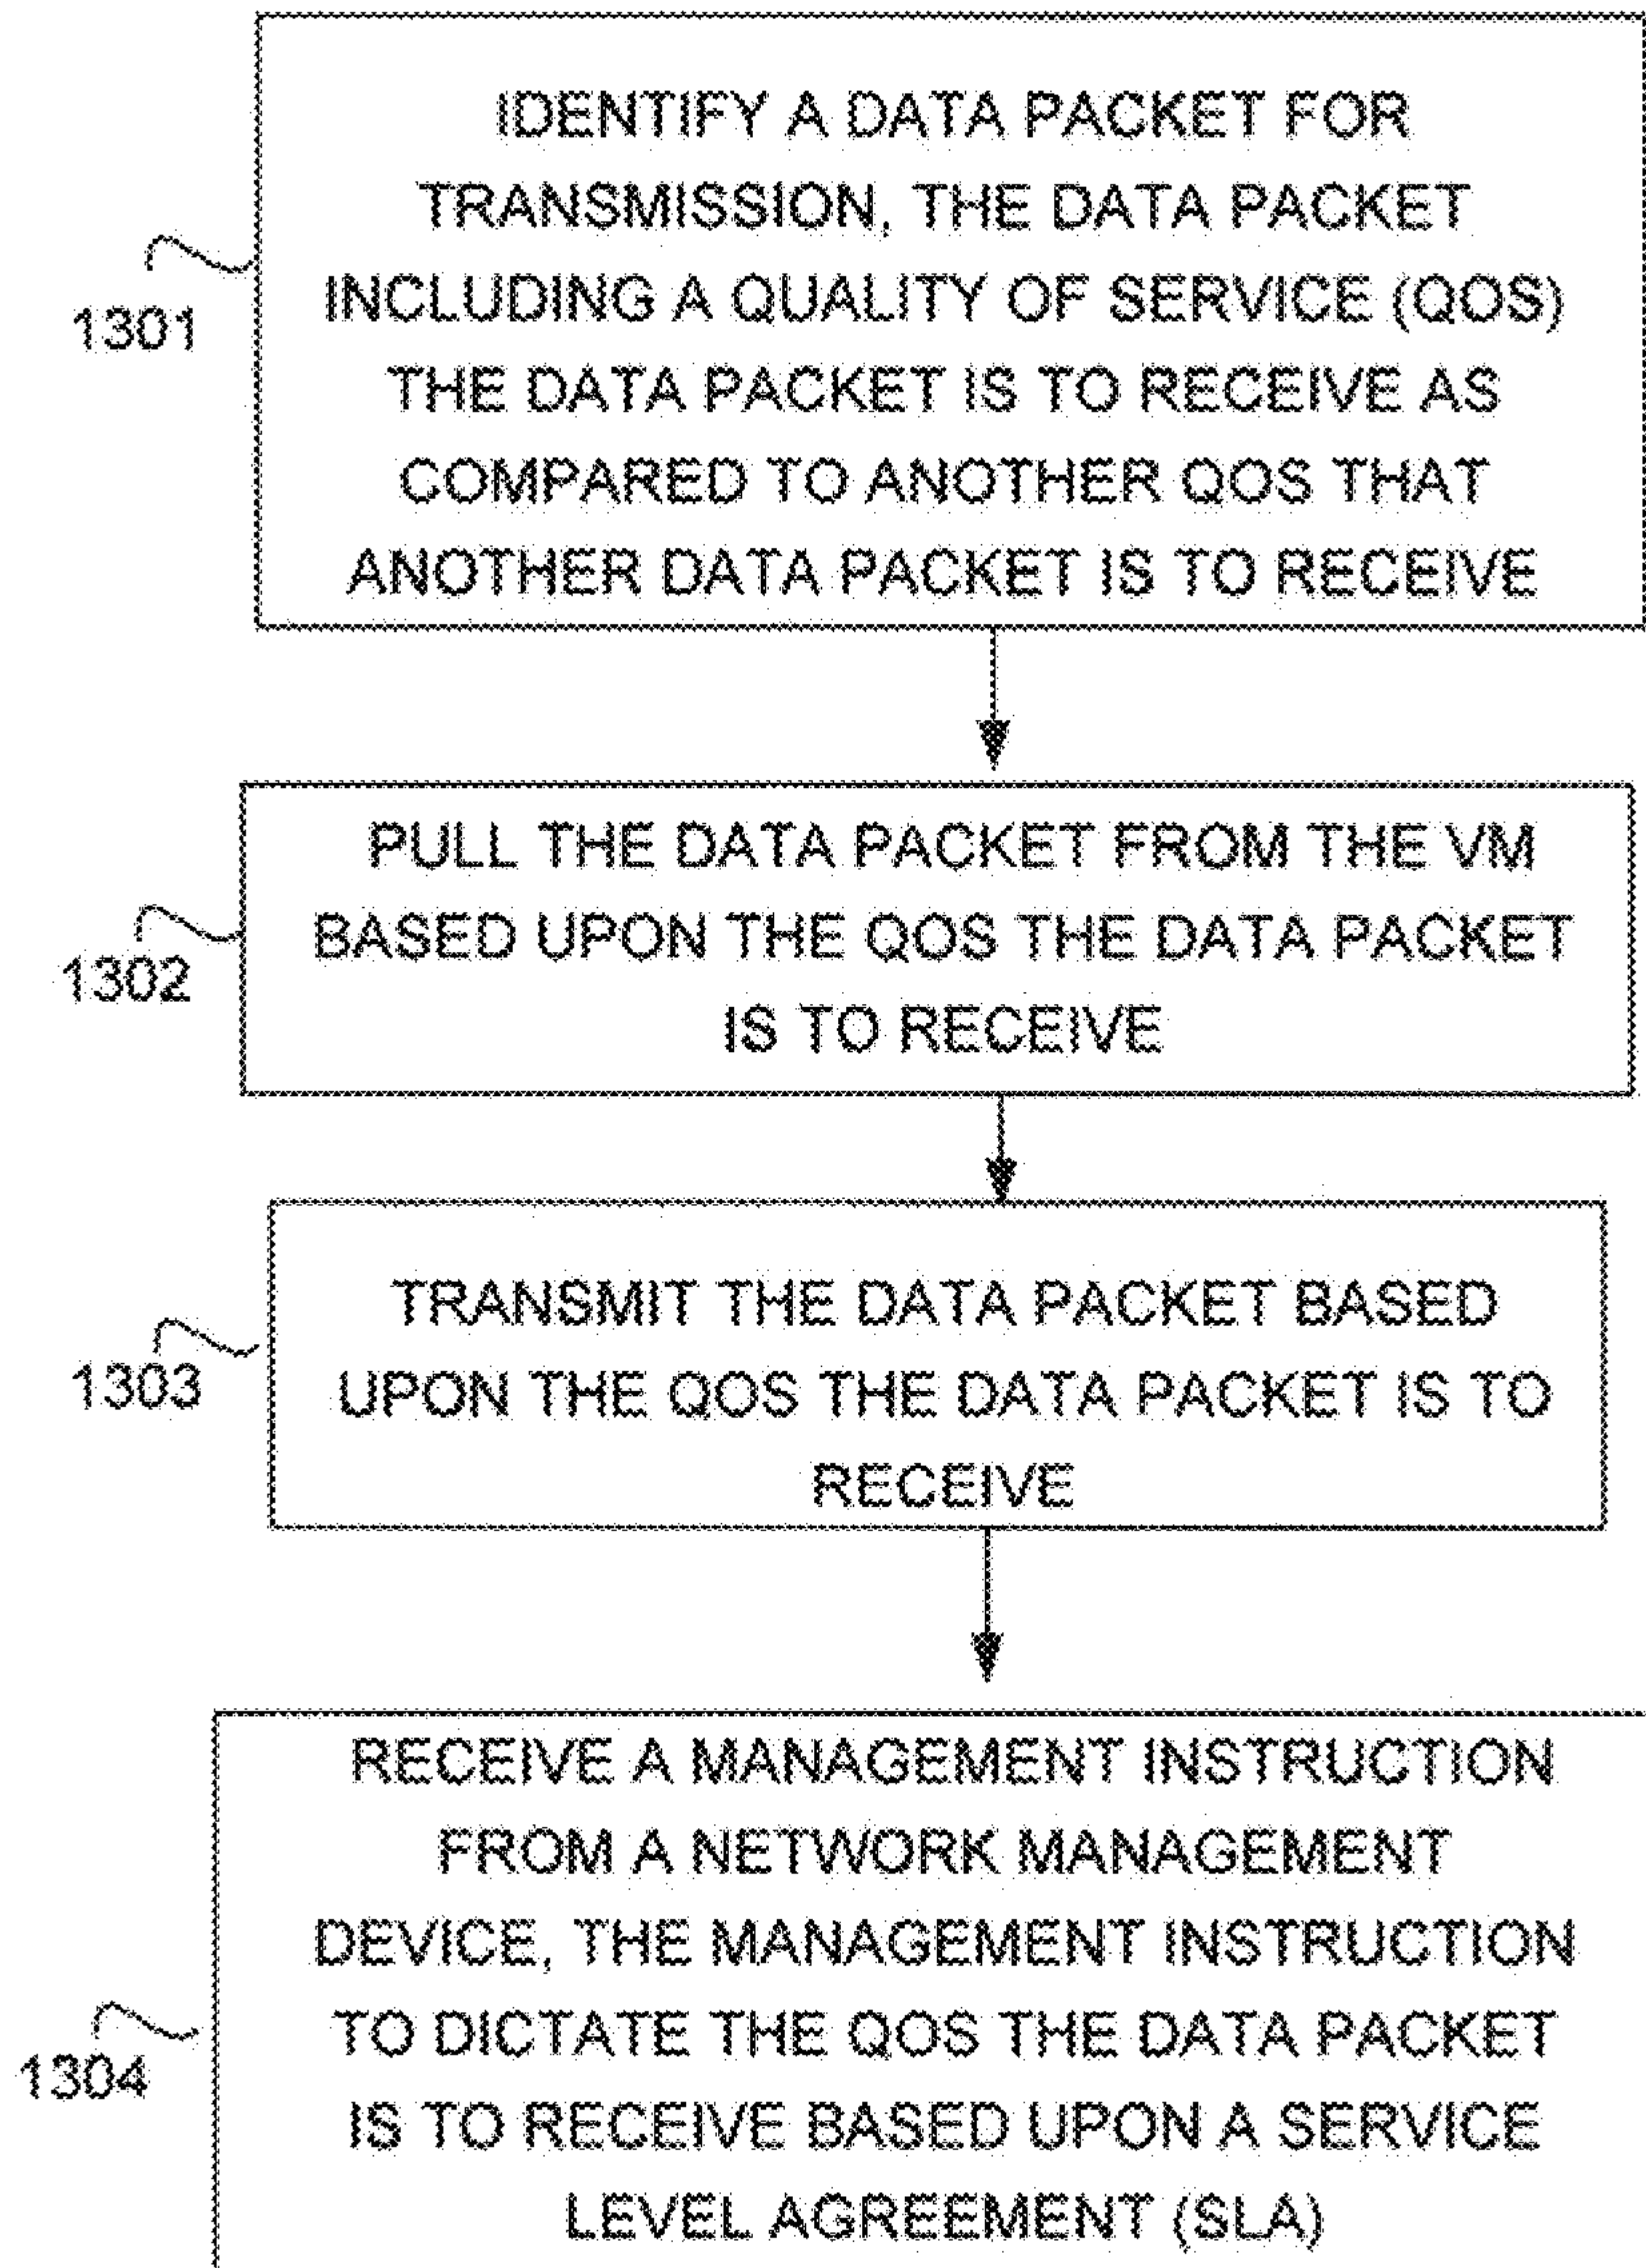 IDENTIFY A DATA PACKET FOR
TRANSMISSION, THE DATA PACKET
INCLUDING A QUALITY OF SERVICE (QOS)
THE DATA PACKET IS TO RECEIVE AS
COMPARED TO ANOTHER QOS THAT
ANOTHER DATA PACKET IS TO RECEIVE
1301
PULL THE DATA PACKET FROM THE VM
BASED UPON THE QOS THE DATA PACKET
IS TO RECEIVE
1302
TRANSMIT THE DATA PACKET BASED
UPON THE QOS THE DATA PACKET IS TO
RECEIVE
1303
RECEIVE A MANAGEMENT INSTRUCTION
FROM A NETWORK MANAGEMENT
DEVICE, THE MANAGEMENT INSTRUCTION
TO DICTATE THE QOS THE DATA PACKET
IS TO RECEIVE BASED UPON A SERVICE
LEVEL AGREEMENT (SLA)
1304